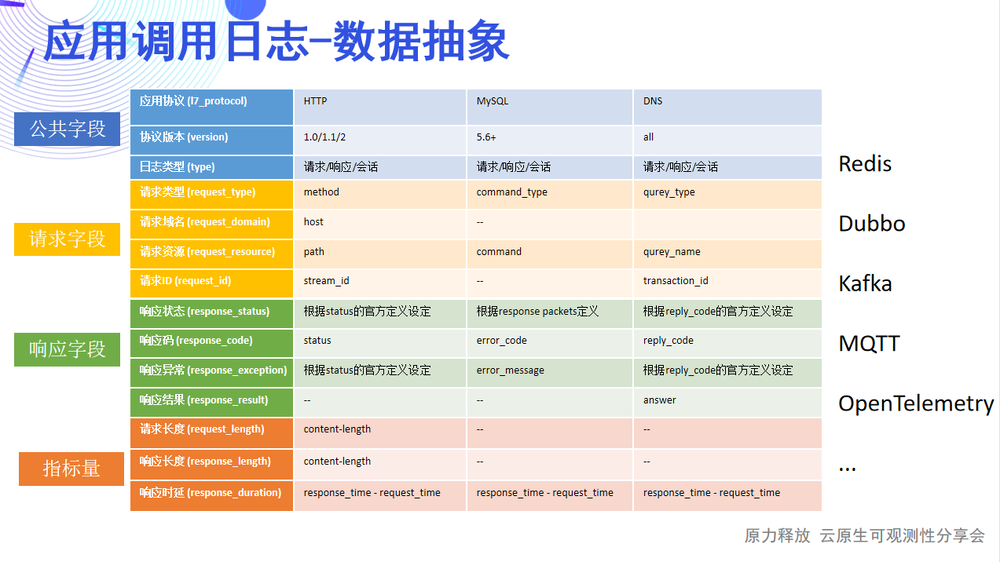 应用调用日志-数据抽象
公共字段
应用协议 (l7_protocol) HTTP MySQL DNS
协议版本 (version) 1.0/1.1/2 5.6+ all
日志类型 (type) 请求/响应/会话 请求/响应/会话 请求/响应/会话
请求字段
请求类型 (request_type) method command_type qurey_type
请求域名 (request_domain) host --
请求资源 (request_resource) path command qurey_name
请求ID (request_id) stream_id -- transaction_id
响应字段
响应状态 (response_status) 根据status的官方定义设定 根据response packets定义 根据reply_code的官方定义设定
响应码 (response_code) status error_code reply_code
响应异常 (response_exception) 根据status的官方定义设定 error_message 根据reply_code的官方定义设定
响应结果 (response_result) -- -- answer
指标量
请求长度 (request_length) content-length -- --
响应长度 (response_length) content-length -- --
响应时延 (response_duration) response_time - request_time response_time - request_time response_time - request_time
Redis
Dubbo
Kafka
MQTT
OpenTelemetry
...
原力释放 云原生可观测性分享会